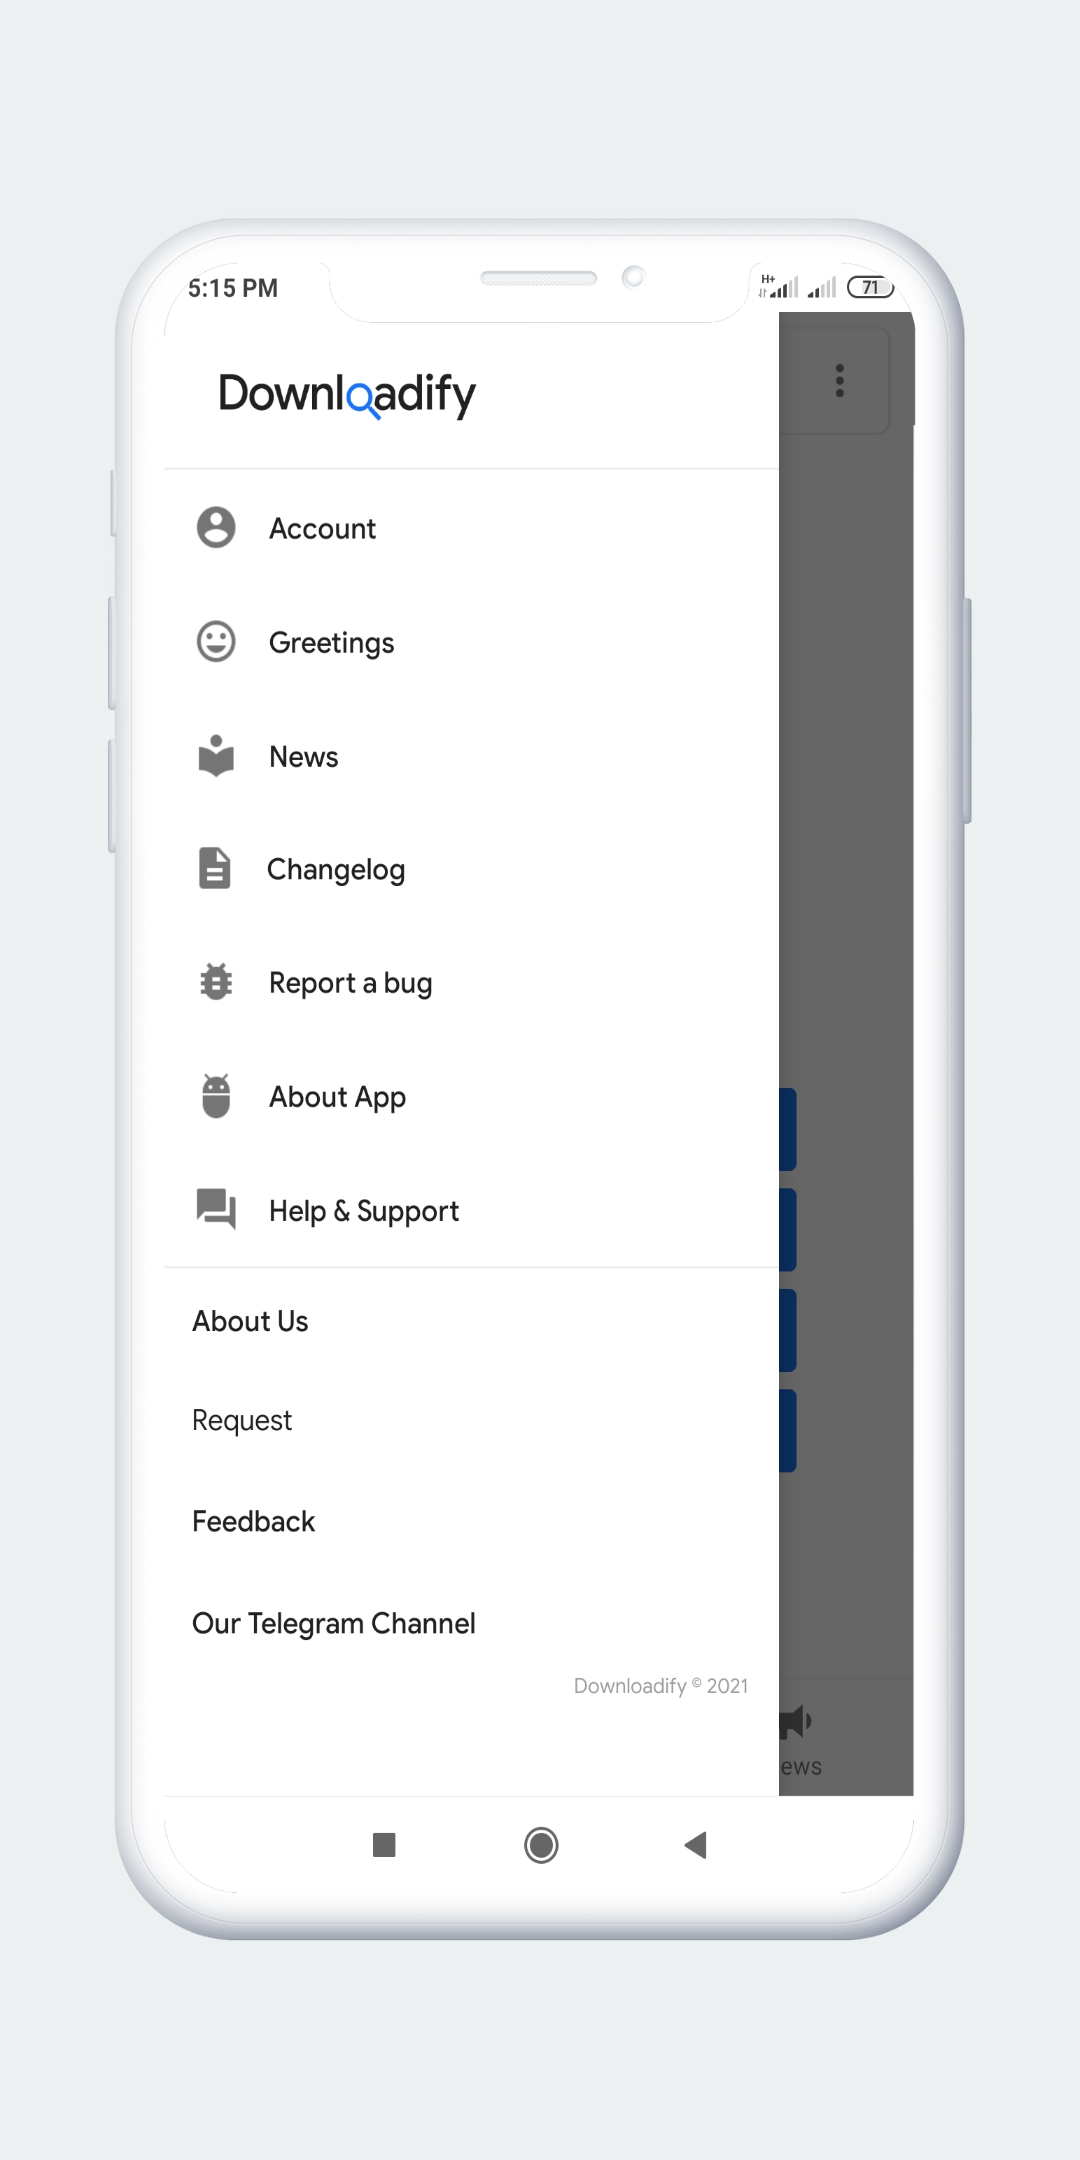 5:15 PM
H+
71
Downloadify
Account
Greetings
News
Changelog
Report a bug
About App
Help & Support
About Us
Request
Feedback
Our Telegram Channel
Downloadify © 2021
ews